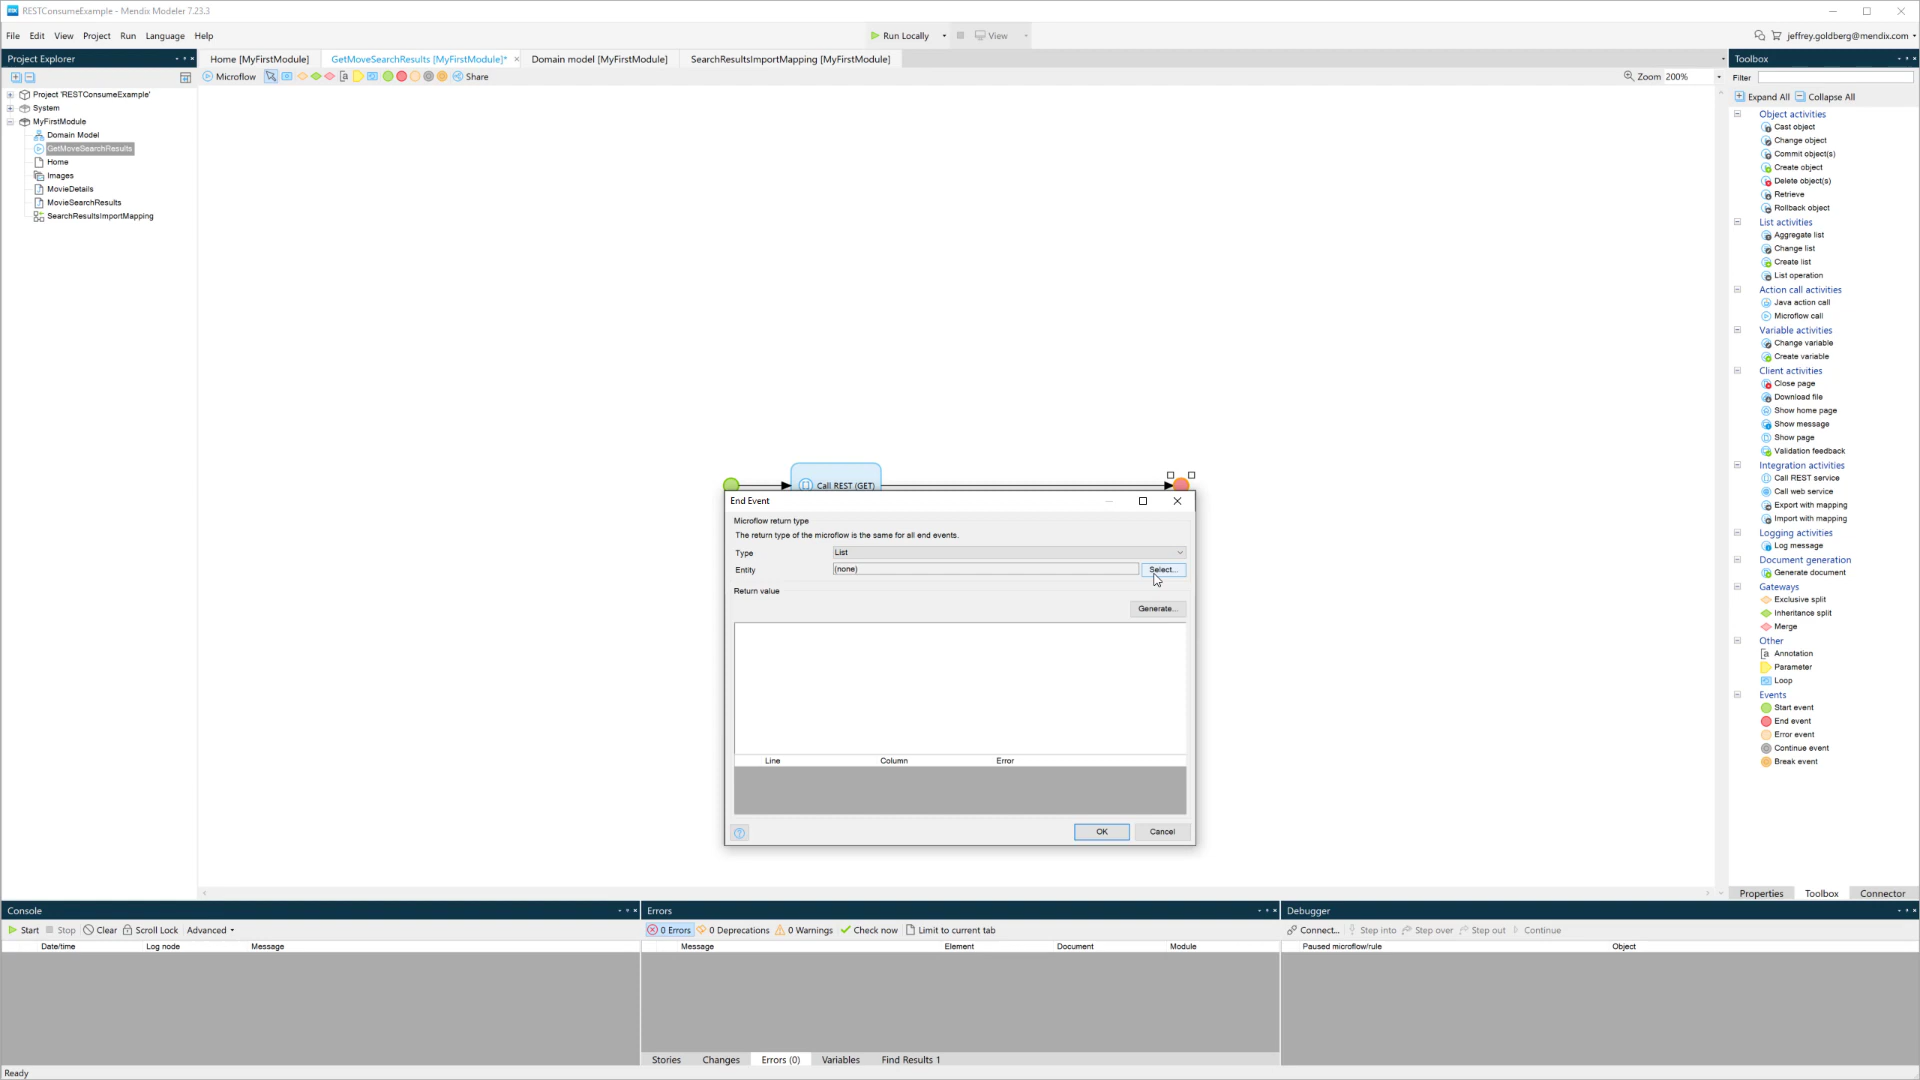 RESTConsumeExample - Mendix Modeler 7.23.3
File Edit View Project Run Language Help
Run Locally
View
jeffrey.goldberg@mendix.com
Project Explorer
Project 'RESTConsumeExample'
System
MyFirstModule
Domain Model
GetMoveSearchResults
Home
Images
MovieDetails
MovieSearchResults
SearchResultsImportMapping
Home [MyFirstModule]
GetMoveSearchResults [MyFirstModule]*
Domain model [MyFirstModule]
SearchResultsImportMapping [MyFirstModule]
Microflow
Share
Zoom 200%
Call REST (GET)
End Event
Microflow return type
The return type of the microflow is the same for all end events.
Type List
Entity (none) Select...
Return value
Generate...
Line Column Error
OK Cancel
Toolbox
Filter
Expand All Collapse All
Object activities
Cast object
Change object
Commit object(s)
Create object
Delete object(s)
Retrieve
Rollback object
List activities
Aggregate list
Change list
Create list
List operation
Action call activities
Java action call
Microflow call
Variable activities
Change variable
Create variable
Client activities
Close page
Download file
Show home page
Show message
Show page
Validation feedback
Integration activities
Call REST service
Call web service
Export with mapping
Import with mapping
Logging activities
Log message
Document generation
Generate document
Gateways
Exclusive split
Inheritance split
Merge
Other
Annotation
Parameter
Loop
Events
Start event
End event
Error event
Continue event
Break event
Properties Toolbox Connector
Console
Start Stop Clear Scroll Lock Advanced
Date/time Log node Message
Errors
0 Errors 0 Deprecations 0 Warnings Check now Limit to current tab
Message Element Document Module
Stories Changes Errors (0) Variables Find Results 1
Debugger
Connect... Step into Step over Step out Continue
Paused microflow/rule Object
Ready